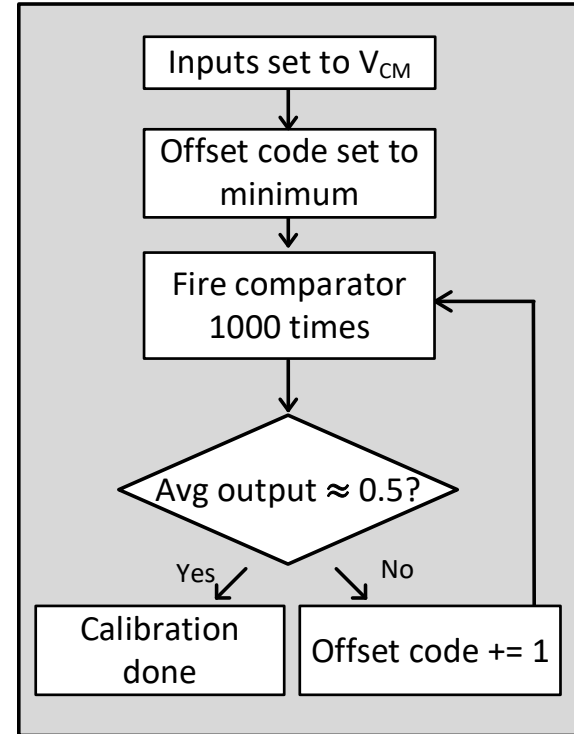 Inputs set to VCM
Offset code set to
minimum
Fire comparator
1000 times
Avg output ≈ 0.5?
Yes
No
Calibration
done
Offset code += 1